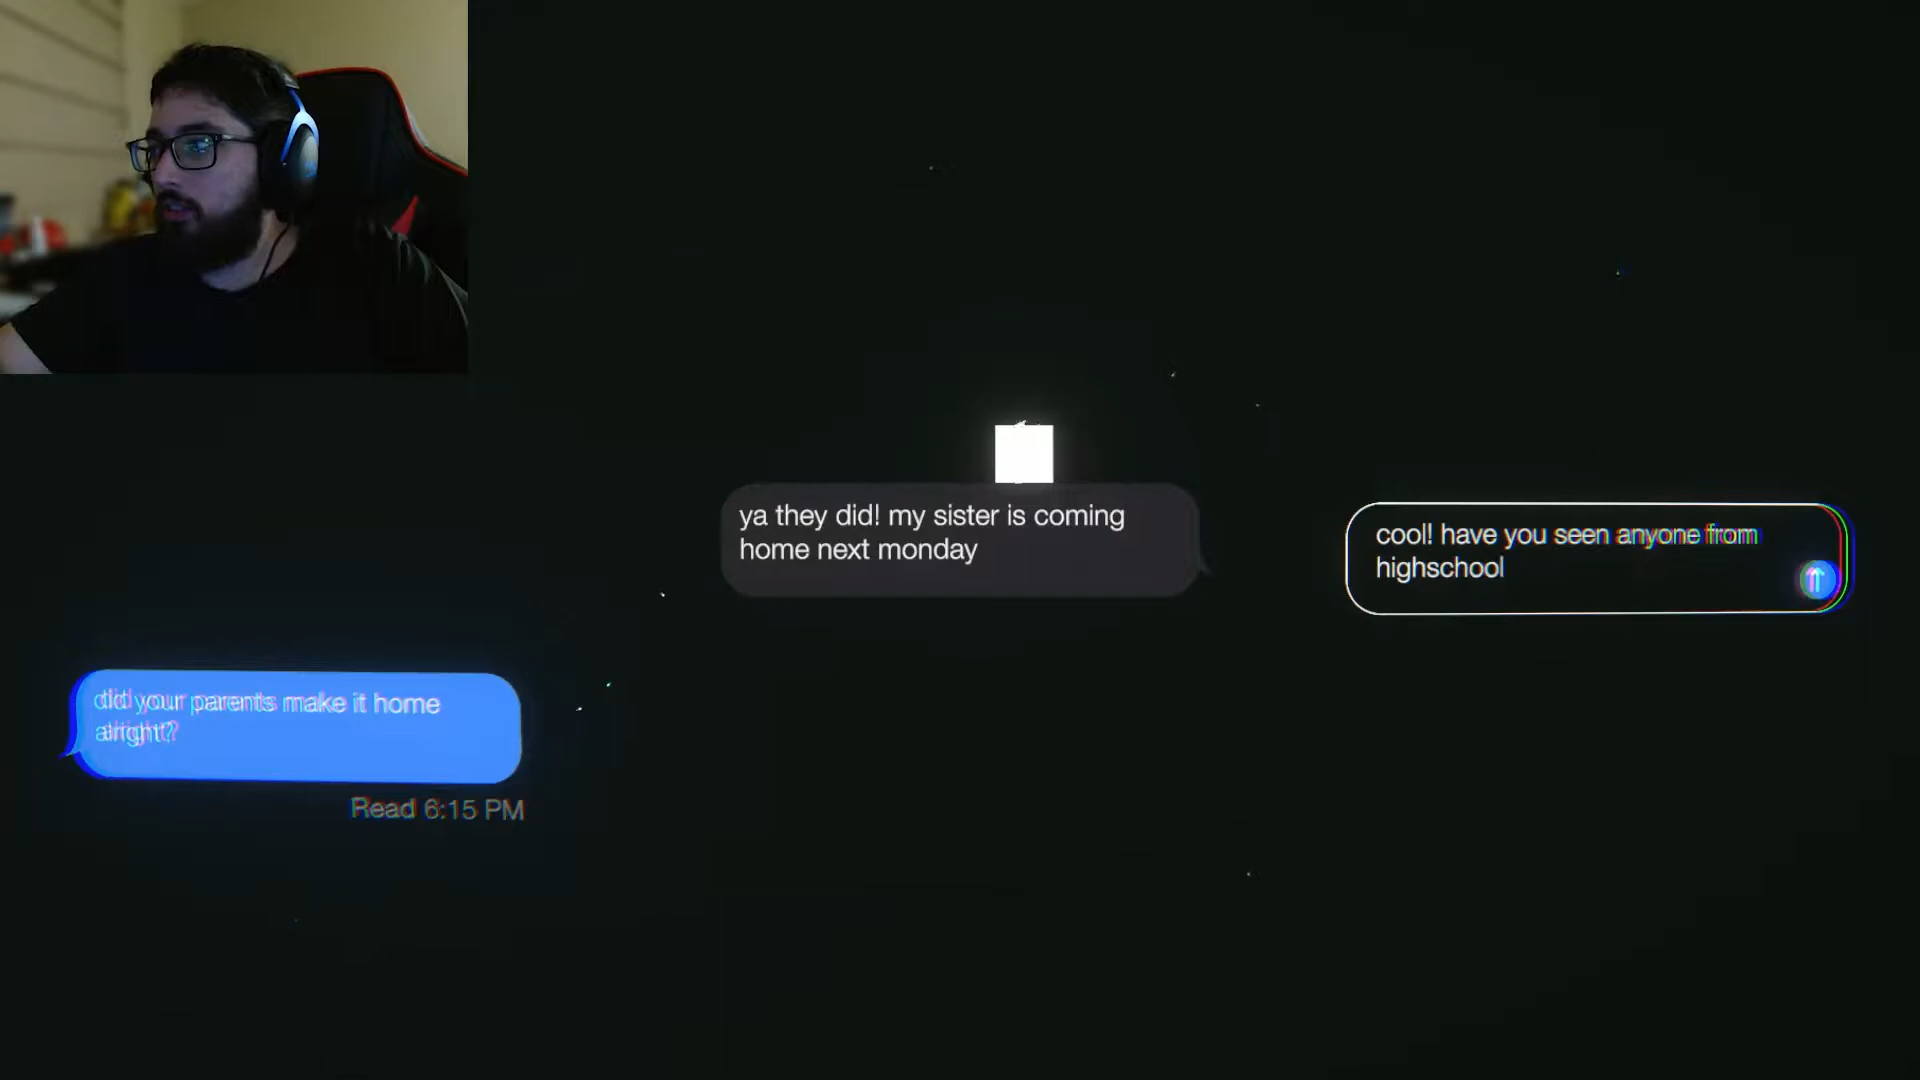 ya they did! my sister is coming
home next monday
cool! have you seen anyone from
highschool
did your parents make it home
alright?
Read 6:15 PM